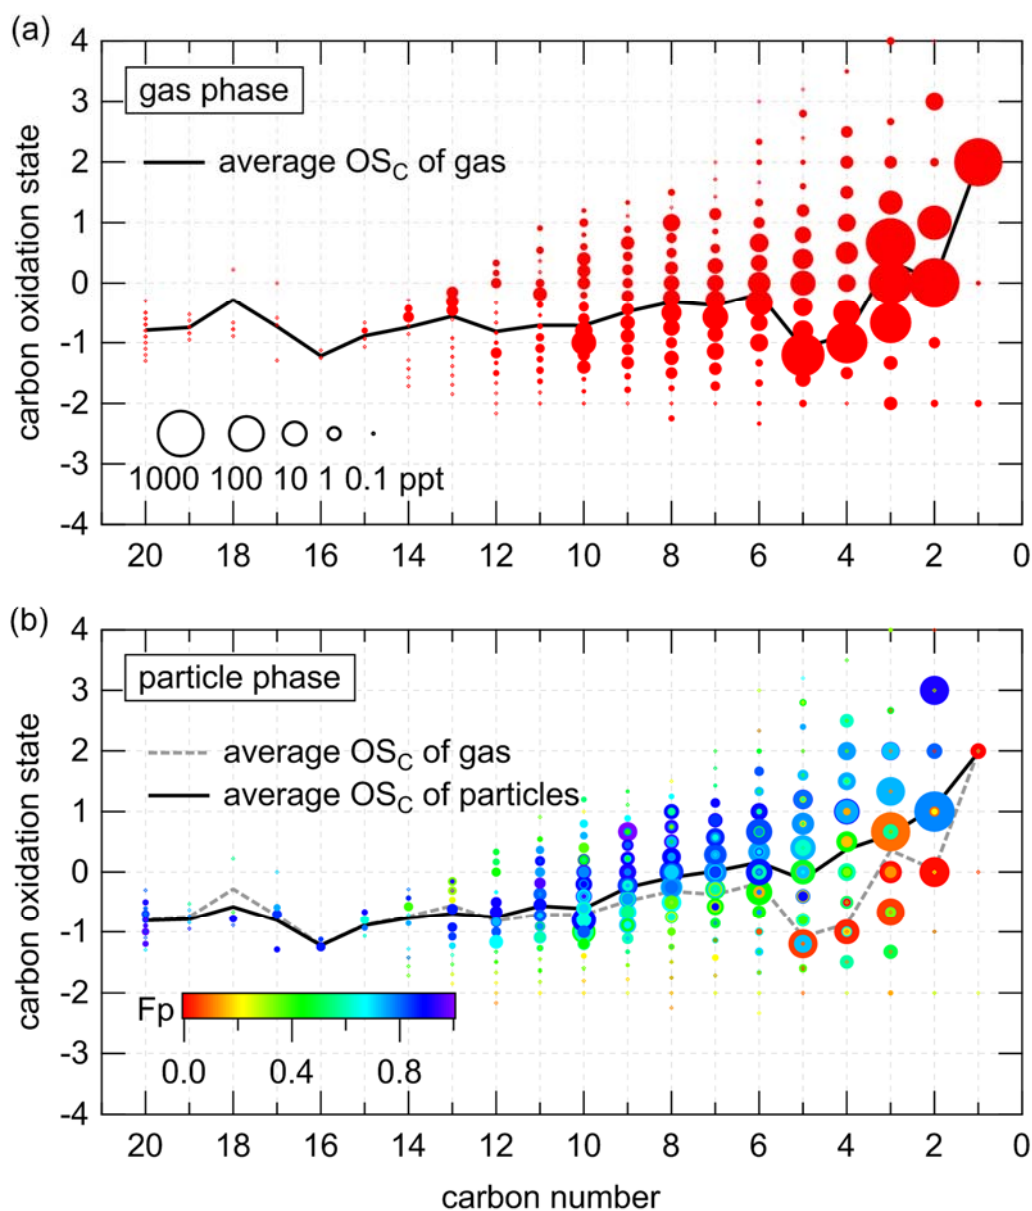 (a)
gas phase
average OSC of gas
carbon oxidation state
4
3
2
1
0
-1
-2
-3
-4
1000 100 10 1 0.1 ppt
20 18 16 14 12 10 8 6 4 2 0
(b)
particle phase
average OSC of gas
average OSC of particles
carbon oxidation state
4
3
2
1
0
-1
-2
-3
-4
Fp
0.0 0.4 0.8
20 18 16 14 12 10 8 6 4 2 0
carbon number